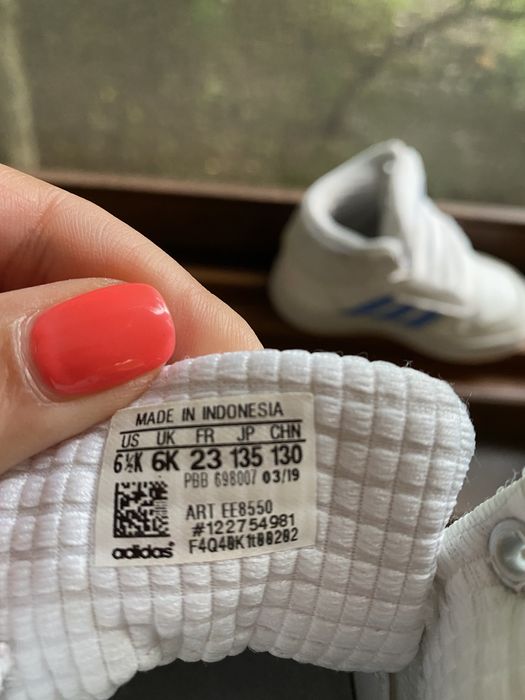 MADE IN INDONESIA
US UK FR JP CHN
6½K 6K 23 135 130
PBB 698007 03/19
ART EE8550
#122754981
adidas F4Q40K1t00202